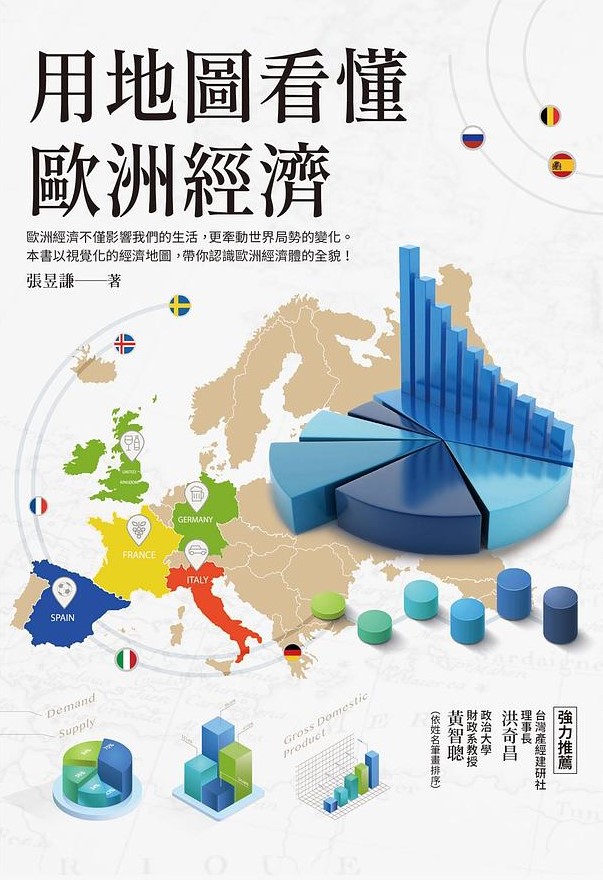 用地圖看懂
歐洲經濟
歐洲經濟不僅影響我們的生活，更牽動世界局勢的變化。
本書以視覺化的經濟地圖，帶你認識歐洲經濟體的全貌！
張昱謙——著
UNITED
KINGDOM
GERMANY
FRANCE
ITALY
SPAIN
Demand
Supply
Gross Domestic
Product
強力推薦
台灣產經建研社
理事長
洪奇昌
政治大學
財政系教授
黃智聰
（依姓名筆畫排序）
R I O U E